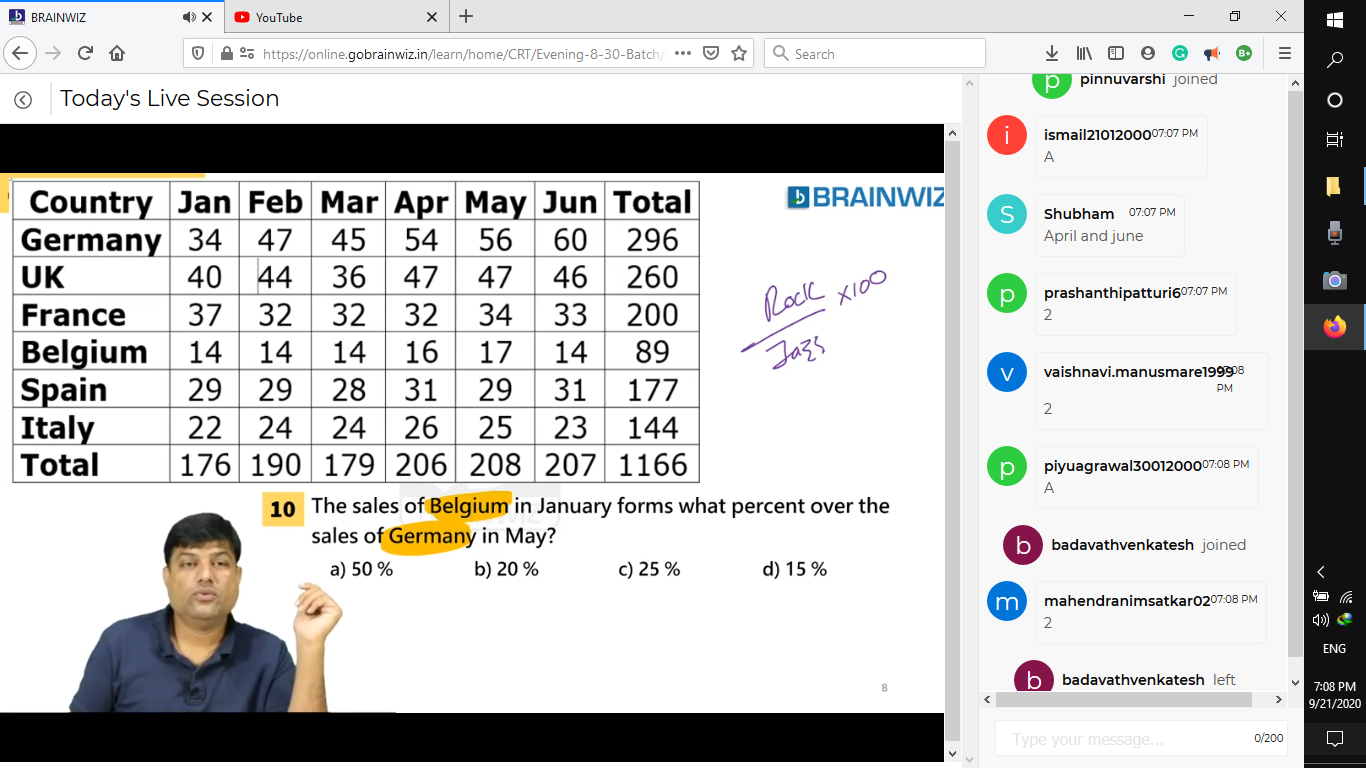 BRAINWIZ
YouTube
https://online.gobrainwiz.in/learn/home/CRT/Evening-8-30-Batch/
Search
Today's Live Session
Country Jan Feb Mar Apr May Jun Total
Germany 34 47 45 54 56 60 296
UK 40 44 36 47 47 46 260
France 37 32 32 32 34 33 200
Belgium 14 14 14 16 17 14 89
Spain 29 29 28 31 29 31 177
Italy 22 24 24 26 25 23 144
Total 176 190 179 206 208 207 1166
BRAINWIZ
Rock x100
Jazz
10 The sales of Belgium in January forms what percent over the
sales of Germany in May?
a) 50 % b) 20 % c) 25 % d) 15 %
8
p pinnuvarshi joined
i ismail21012000 07:07 PM
A
S Shubham 07:07 PM
April and june
p prashanthipatturi6 07:07 PM
2
v vaishnavi.manusmare1999 07:08 PM
2
p piyuagrawal30012000 07:08 PM
A
b badavathvenkatesh joined
m mahendranimsatkar02 07:08 PM
2
b badavathvenkatesh left
Type your message...
0/200
ENG
7:08 PM
9/21/2020